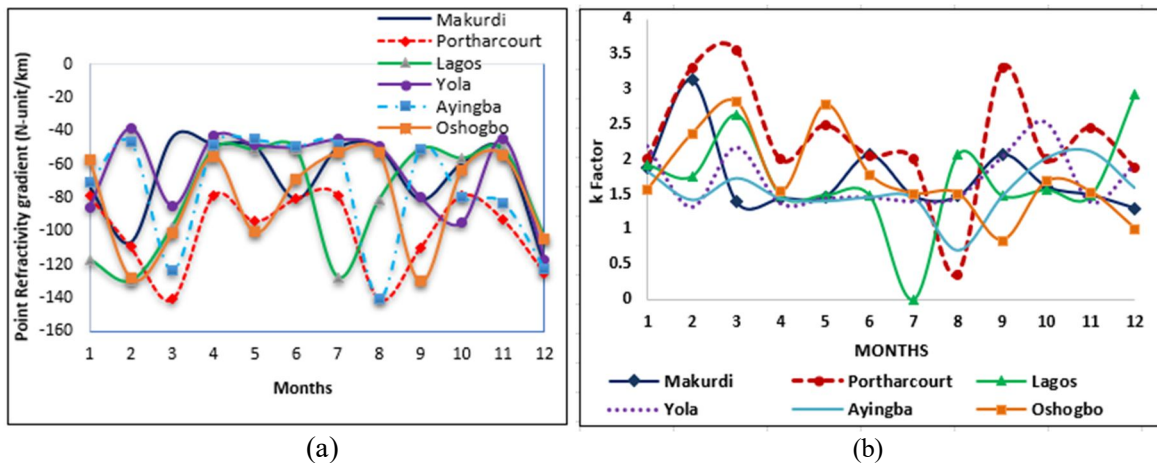 Makurdi
Portharcourt
Lagos
Yola
Ayingba
Oshogbo
Point Refractivity gradient (N-unit/km)
0
-20
-40
-60
-80
-100
-120
-140
-160
1 2 3 4 5 6 7 8 9 10 11 12
Months
(a)
k Factor
4
3.5
3
2.5
2
1.5
1
0.5
0
1 2 3 4 5 6 7 8 9 10 11 12
MONTHS
Makurdi Portharcourt Lagos
Yola Ayingba Oshogbo
(b)